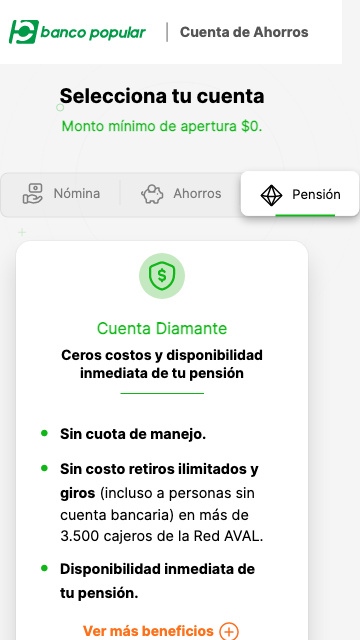 banco popular | Cuenta de Ahorros
Selecciona tu cuenta
Monto mínimo de apertura $0.
Nómina
Ahorros
Pensión
Cuenta Diamante
Ceros costos y disponibilidad
inmediata de tu pensión
Sin cuota de manejo.
Sin costo retiros ilimitados y
giros (incluso a personas sin
cuenta bancaria) en más de
3.500 cajeros de la Red AVAL.
Disponibilidad inmediata de
tu pensión.
Ver más beneficios